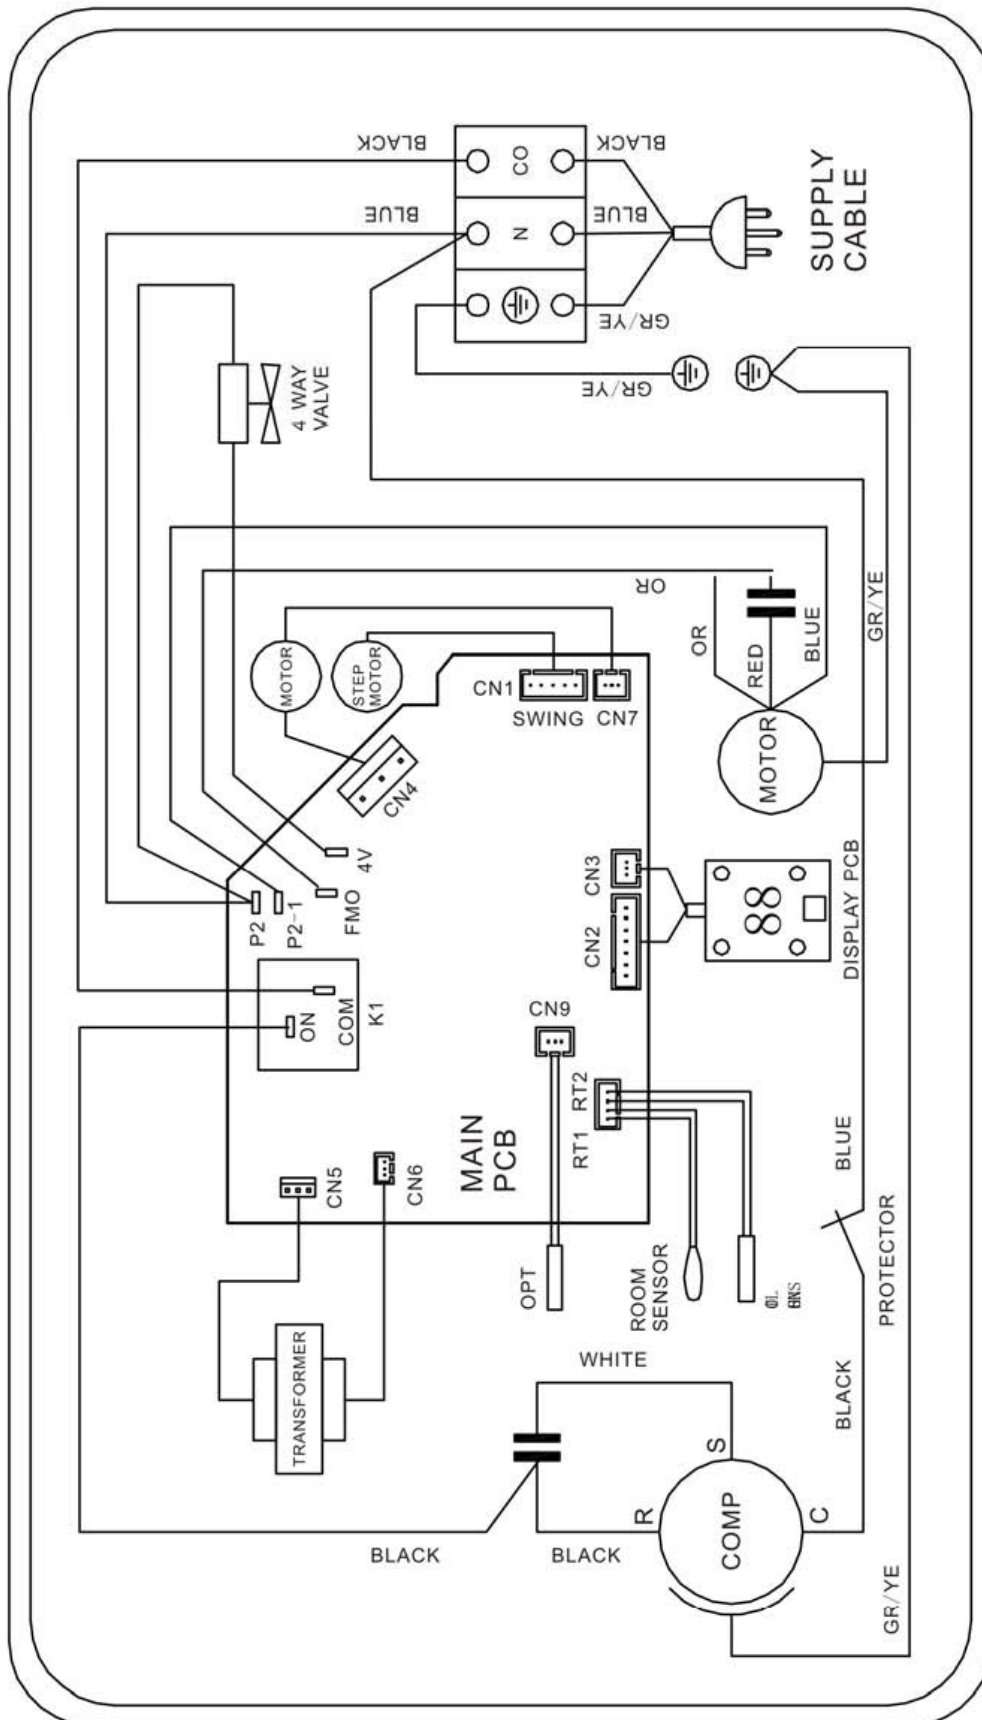 BLACK
CO
BLACK
BLUE
N
BLUE
GR/YE
GR/YE
SUPPLY
CABLE
4 WAY
VALVE
OR
OR
RED
BLUE
GR/YE
MOTOR
STEP
MOTOR
CN1
SWING
CN7
MOTOR
CN4
4V
FMO
P2-1
P2
CN3
CN2
88
DISPLAY PCB
ON
COM
K1
CN9
RT2
RT1
MAIN
PCB
CN5
CN6
BLUE
PROTECTOR
OPT
ROOM
SENSOR
TRANSFORMER
WHITE
BLACK
BLACK
BLACK
S
R
COMP
C
GR/YE